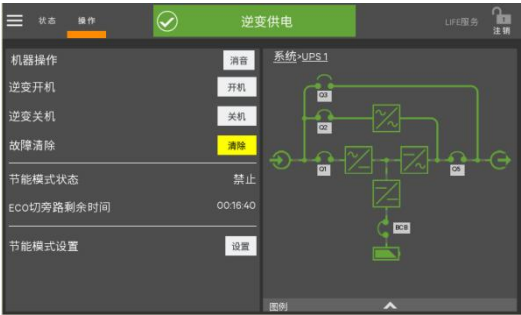 状态 操作
逆变供电
LIFE服务
注销
机器操作 消音
逆变开机 开机
逆变关机 关机
故障清除 清除
节能模式状态 禁止
ECO切旁路剩余时间 00:16:40
节能模式设置 设置
系统>UPS 1
Q3
Q2
Q1
Q5
BCB
图例